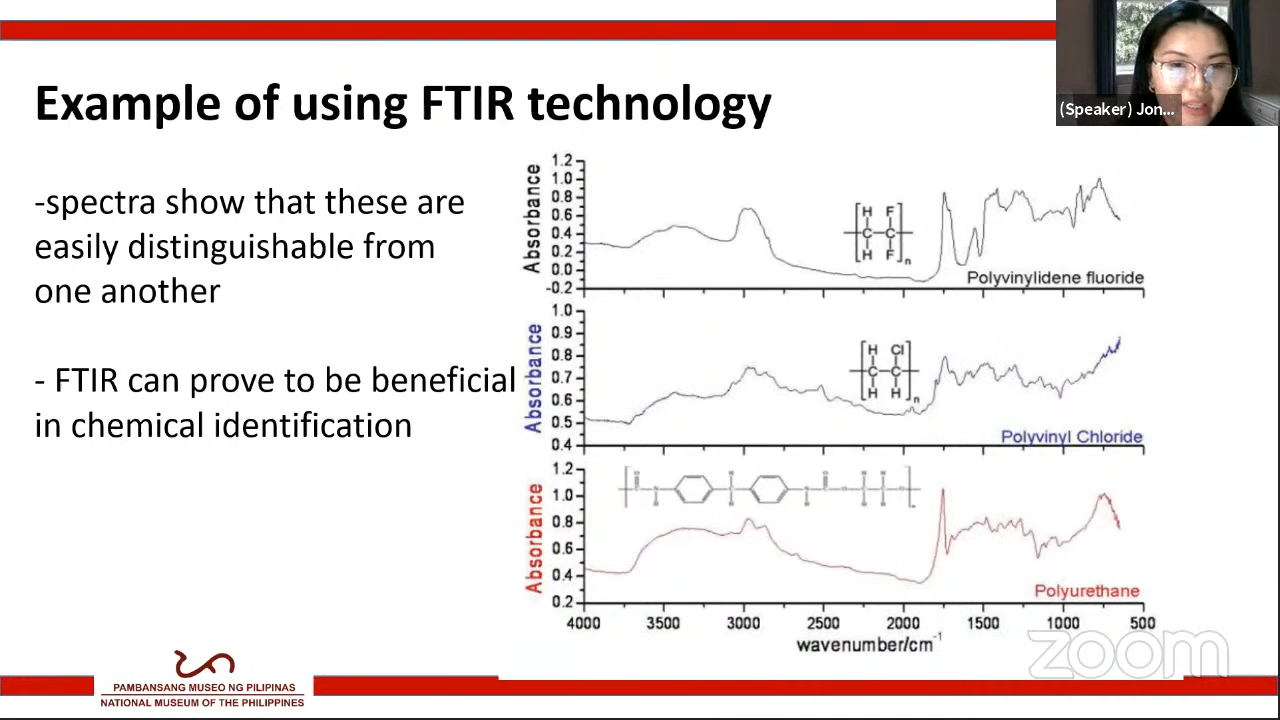 Example of using FTIR technology
(Speaker) Jon...
-spectra show that these are
easily distinguishable from
one another
- FTIR can prove to be beneficial
in chemical identification
Absorbance
1.2
1.0
0.8
0.6
0.4
0.2
0.0
-0.2
H F
C C
H F
n
Polyvinylidene fluoride
Absorbance
1.0
0.9
0.8
0.7
0.6
0.5
0.4
H Cl
C C
H H
n
Polyvinyl Chloride
Absorbance
1.2
1.0
0.8
0.6
0.4
0.2
Polyurethane
4000 3500 3000 2500 2000 1500 1000 500
wavenumber/cm⁻¹
zoom
PAMBANSANG MUSEO NG PILIPINAS
NATIONAL MUSEUM OF THE PHILIPPINES